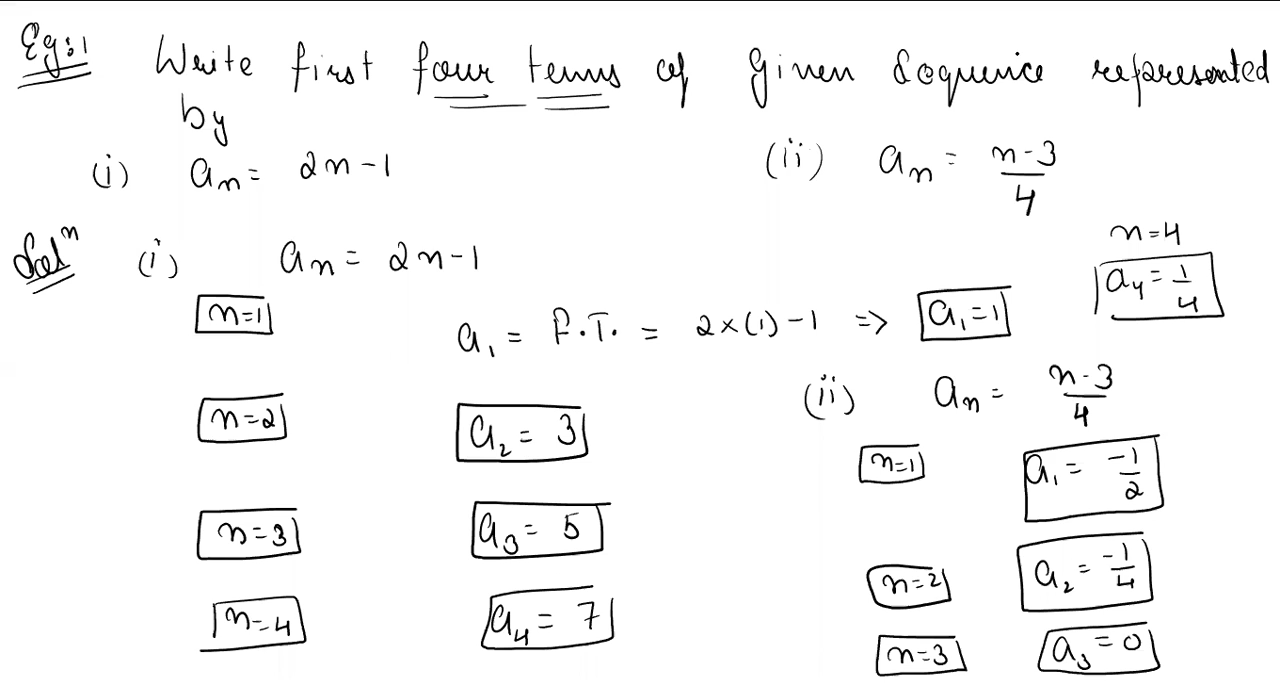 Eg:1 Write first four terms of given sequence represented
by
(i) aₙ = 2n-1 (ii) aₙ = (n-3)/4
Solⁿ (i) aₙ = 2n-1
n=1 a₁ = F.T. = 2×(1)-1 => a₁=1
n=2 a₂ = 3
n=3 a₃ = 5
n=4 a₄ = 7
(ii) aₙ = (n-3)/4
n=1 a₁ = -1/2
n=2 a₂ = -1/4
n=3 a₃ = 0
n=4
a₄ = 1/4